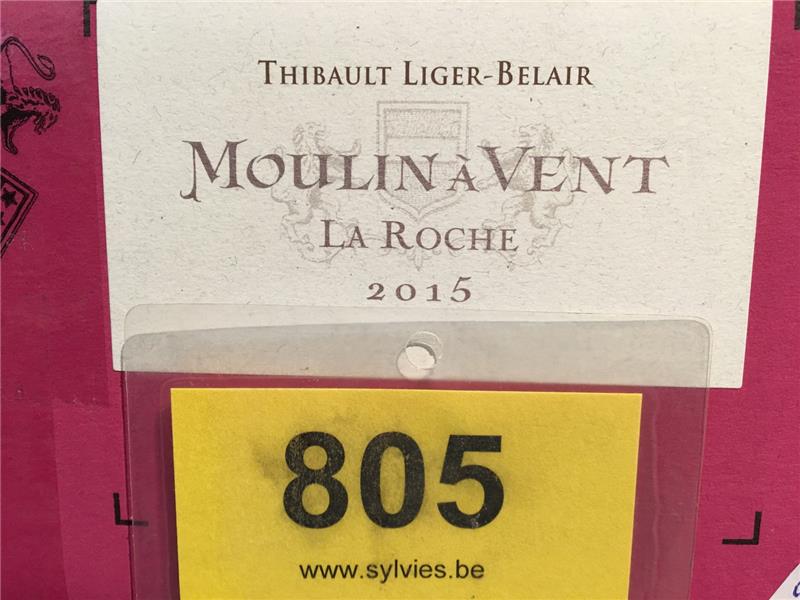 THIBAULT LIGER-BELAIR
MOULIN À VENT
LA ROCHE
2015
805
www.sylvies.be